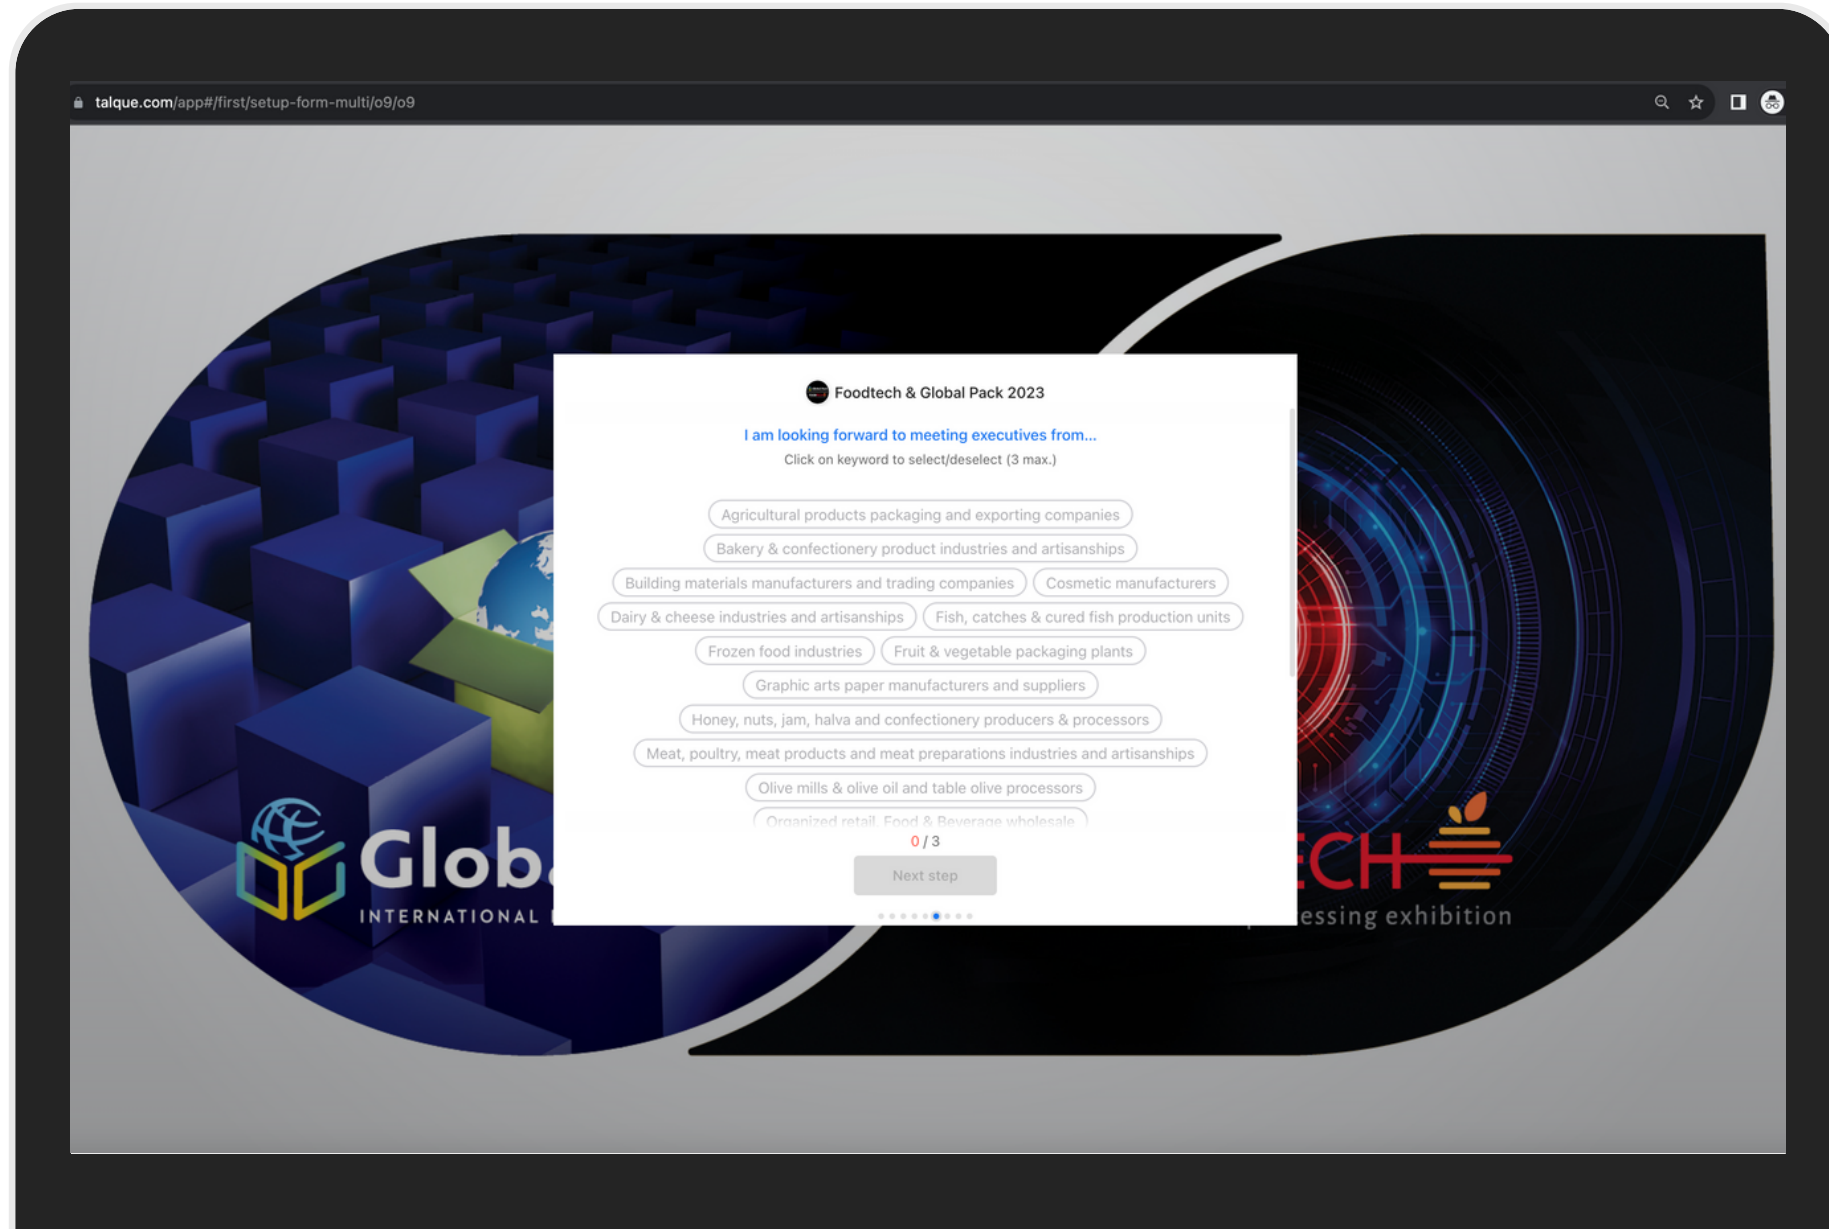 talque.com/app#/first/setup-form-multi/o9/o9
Foodtech & Global Pack 2023
I am looking forward to meeting executives from...
Click on keyword to select/deselect (3 max.)
Agricultural products packaging and exporting companies
Bakery & confectionery product industries and artisanships
Building materials manufacturers and trading companies Cosmetic manufacturers
Dairy & cheese industries and artisanships Fish, catches & cured fish production units
Frozen food industries Fruit & vegetable packaging plants
Graphic arts paper manufacturers and suppliers
Honey, nuts, jam, halva and confectionery producers & processors
Meat, poultry, meat products and meat preparations industries and artisanships
Olive mills & olive oil and table olive processors
Organized retail, Food & Beverage wholesale
0 / 3
Next step
Glob
INTERNATIONAL
ECH
essing exhibition